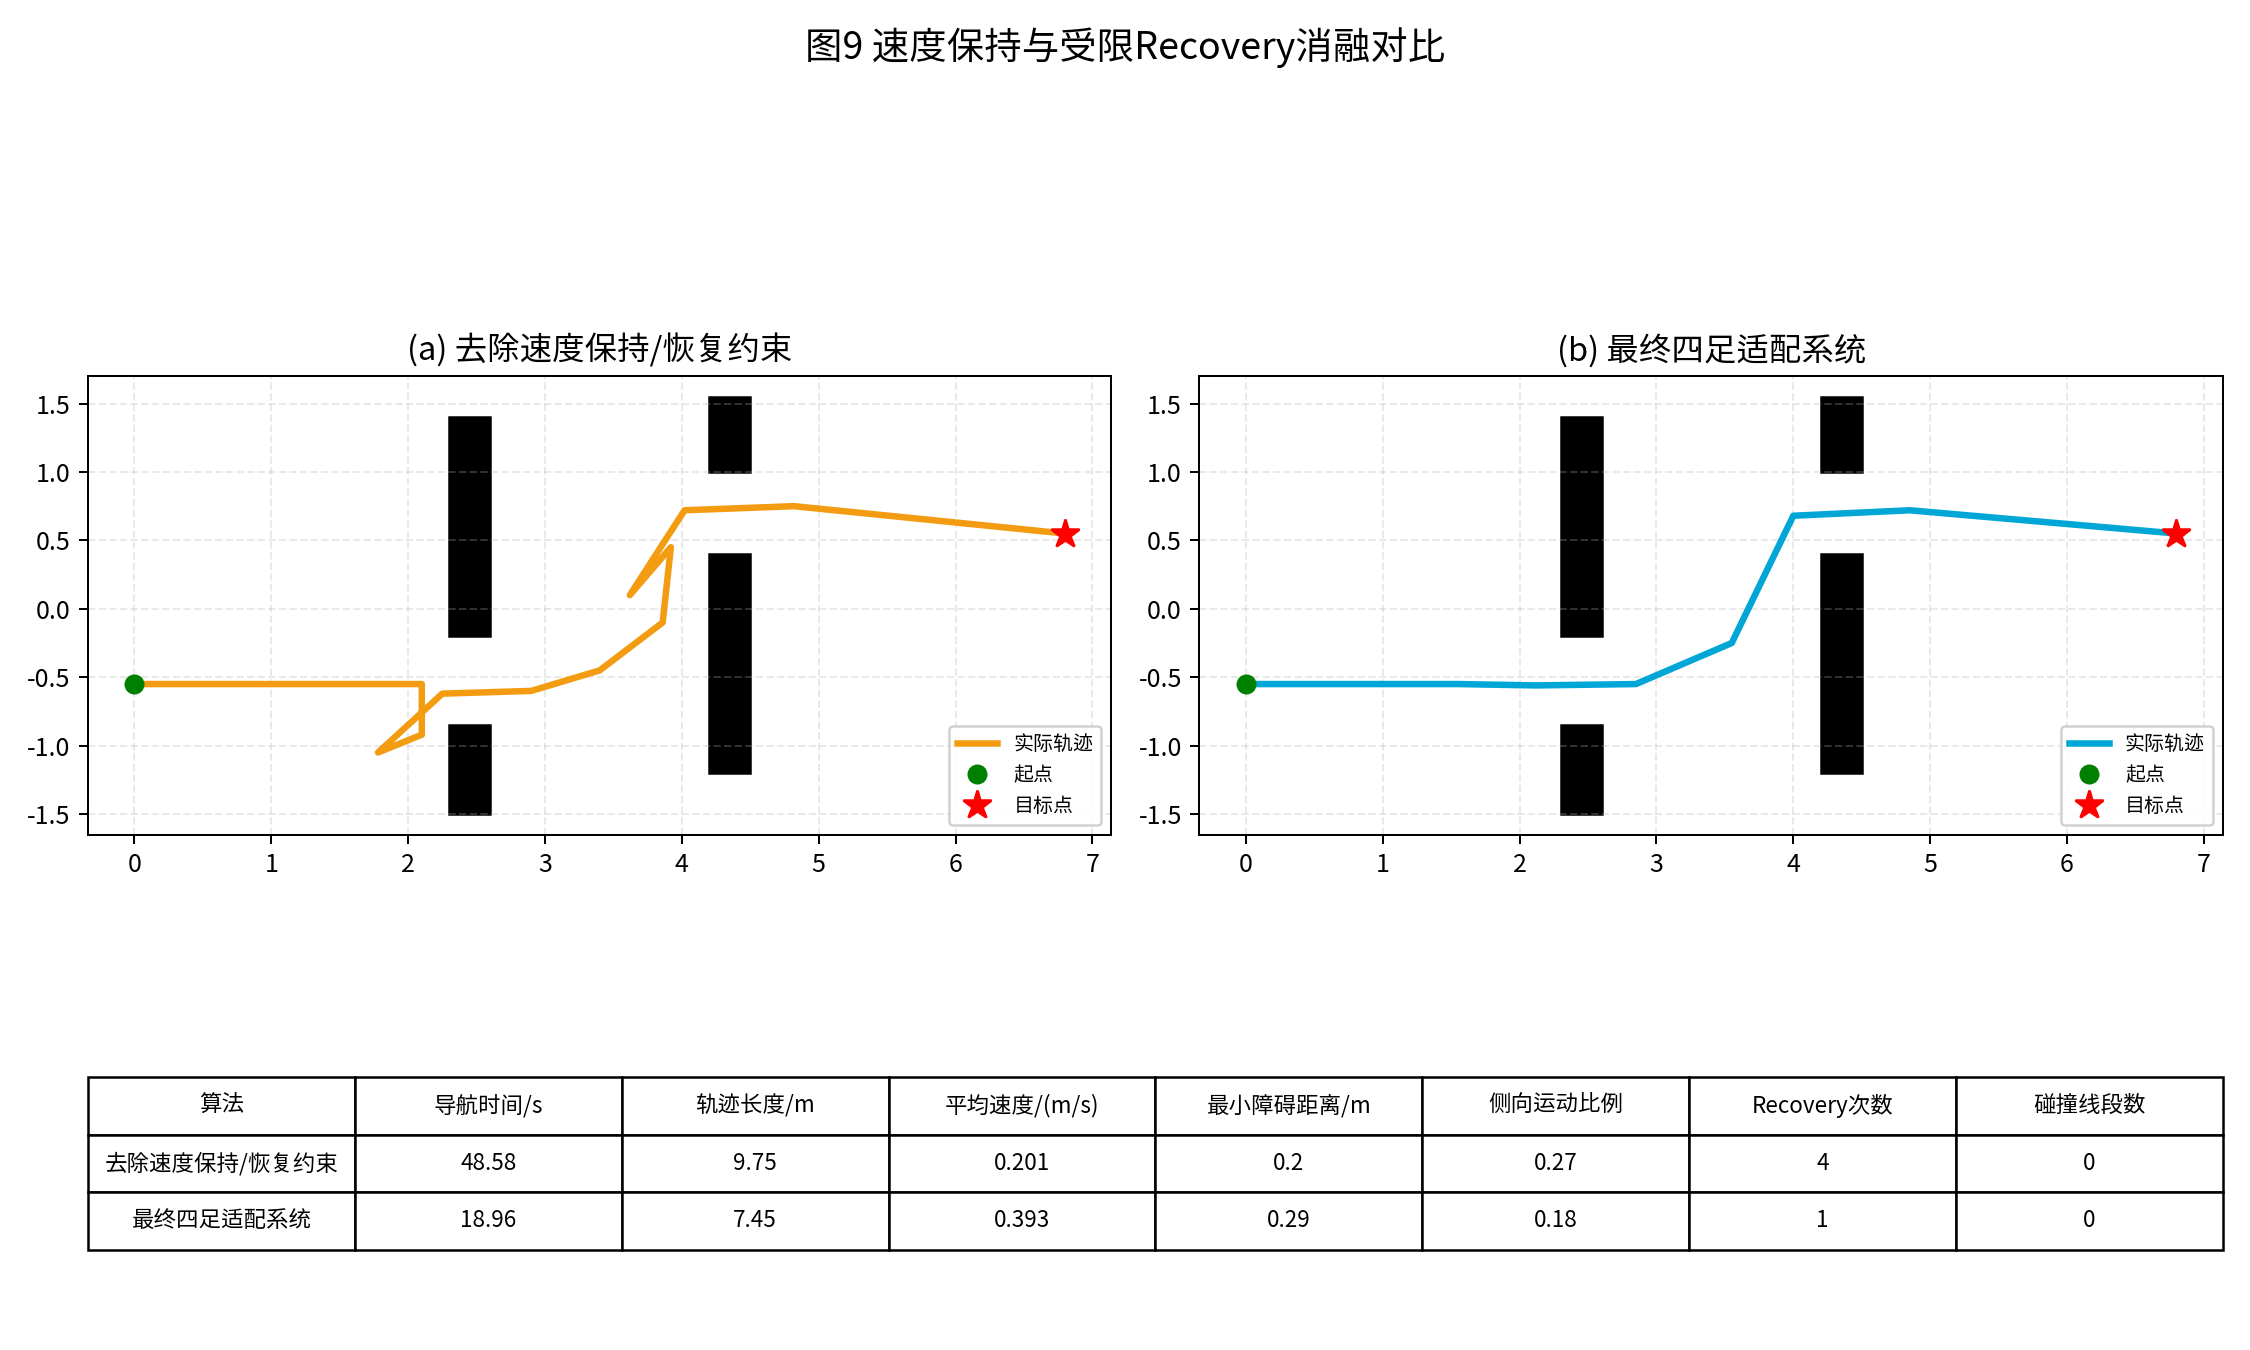 图9 速度保持与受限Recovery消融对比
(a) 去除速度保持/恢复约束
1.5
1.0
0.5
0.0
-0.5
-1.0
-1.5
0 1 2 3 4 5 6 7
实际轨迹
起点
目标点
(b) 最终四足适配系统
1.5
1.0
0.5
0.0
-0.5
-1.0
-1.5
0 1 2 3 4 5 6 7
实际轨迹
起点
目标点
算法 导航时间/s 轨迹长度/m 平均速度/(m/s) 最小障碍距离/m 侧向运动比例 Recovery次数 碰撞线段数
去除速度保持/恢复约束 48.58 9.75 0.201 0.2 0.27 4 0
最终四足适配系统 18.96 7.45 0.393 0.29 0.18 1 0